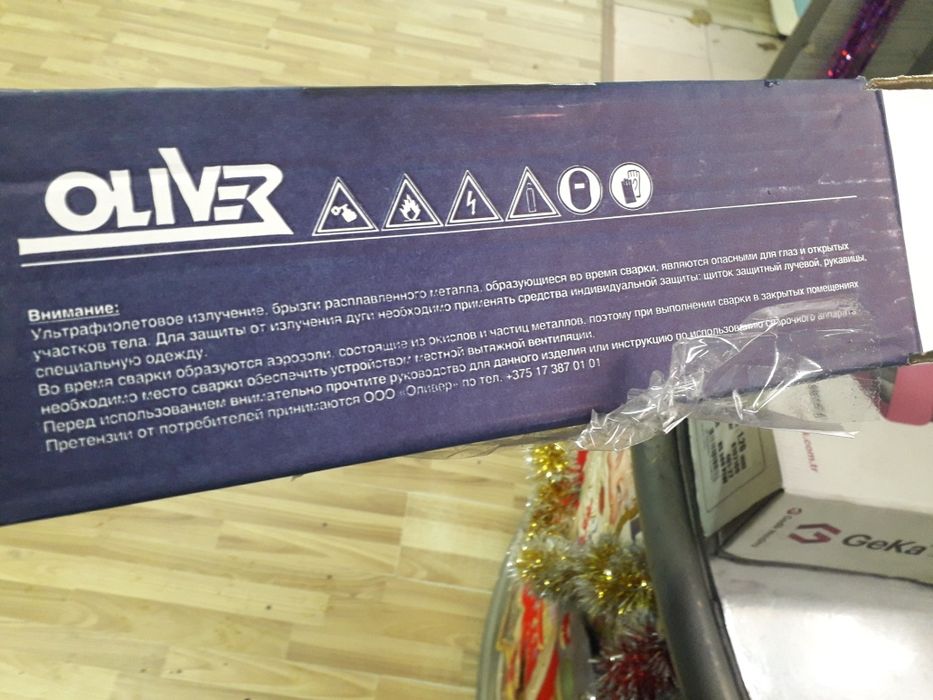 OLIVER
Внимание:
Ультрафиолетовое излучение, брызги расплавленного металла, образующиеся во время сварки, являются опасными для глаз и открытых
участков тела. Для защиты от излучения дуги необходимо применять средства индивидуальной защиты: щиток защитный лучевой, рукавицы,
специальную одежду.
Во время сварки образуются аэрозоли, состоящие из окислов и частиц металлов, поэтому при выполнении сварки в закрытых помещениях
необходимо место сварки обеспечить устройством местной вытяжной вентиляции.
Перед использованием внимательно прочтите руководство для данного изделия или инструкцию по использованию сварочного аппарата
Претензии от потребителей принимаются ООО «Оливер» по тел. +375 17 387 01 01
GeKa
.com.tr